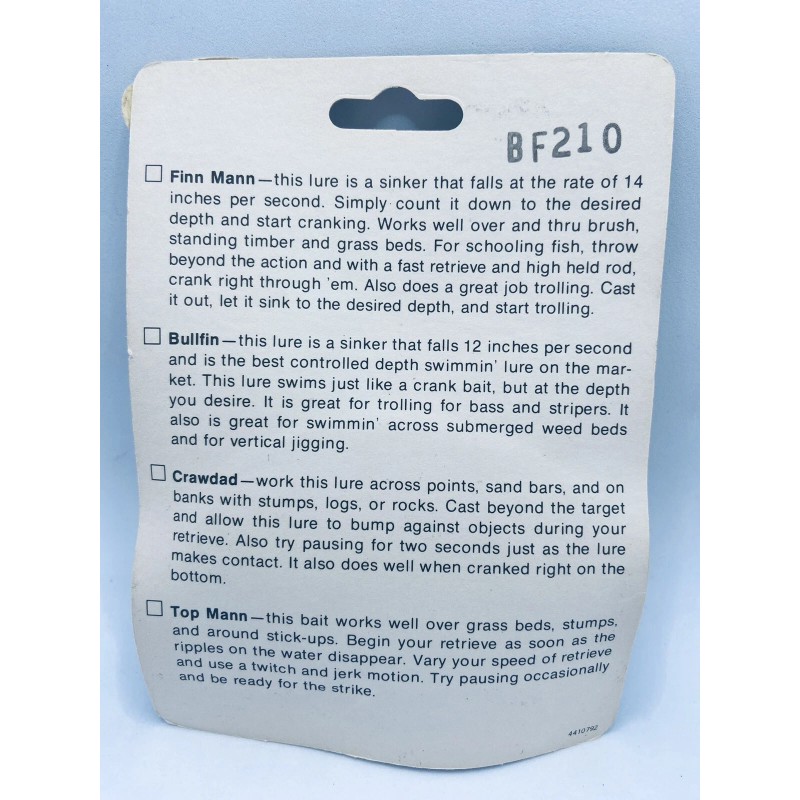 BF210
☐ Finn Mann—this lure is a sinker that falls at the rate of 14
inches per second. Simply count it down to the desired
depth and start cranking. Works well over and thru brush,
standing timber and grass beds. For schooling fish, throw
beyond the action and with a fast retrieve and high held rod,
crank right through 'em. Also does a great job trolling. Cast
it out, let it sink to the desired depth, and start trolling.
☐ Bullfin—this lure is a sinker that falls 12 inches per second
and is the best controlled depth swimmin' lure on the mar-
ket. This lure swims just like a crank bait, but at the depth
you desire. It is great for trolling for bass and stripers. It
also is great for swimmin' across submerged weed beds
and for vertical jigging.
☐ Crawdad—work this lure across points, sand bars, and on
banks with stumps, logs, or rocks. Cast beyond the target
and allow this lure to bump against objects during your
retrieve. Also try pausing for two seconds just as the lure
makes contact. It also does well when cranked right on the
bottom.
☐ Top Mann—this bait works well over grass beds, stumps,
and around stick-ups. Begin your retrieve as soon as the
ripples on the water disappear. Vary your speed of retrieve
and use a twitch and jerk motion. Try pausing occasionally
and be ready for the strike.
4410792